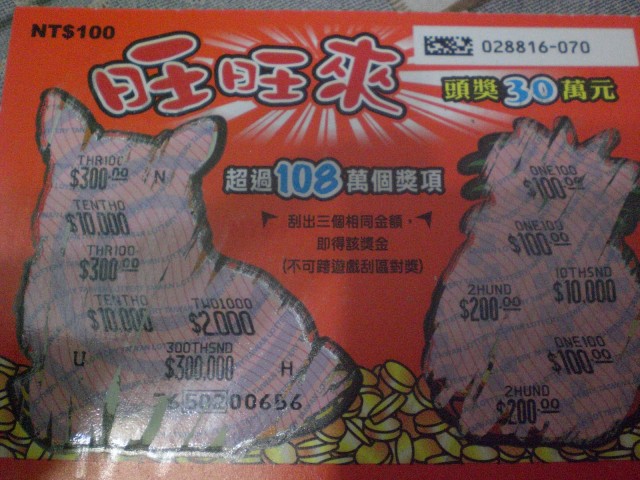 NT$100
028816-070
旺旺來
頭獎30萬元
超過108萬個獎項
刮出三個相同金額，
即得該獎金
(不可跨遊戲刮區對獎)
THR100
$300.00 N
TENTHO
$10,000
THR100
$300.00
TENTHO
$10,000
TWO1000
$2,000
300THSND
$300,000
U H
50200656
ONE100
$100.00
ONE100
$100.00
2HUND
$200.00
10THSND
$10,000
ONE100
$100.00
2HUND
$200.00